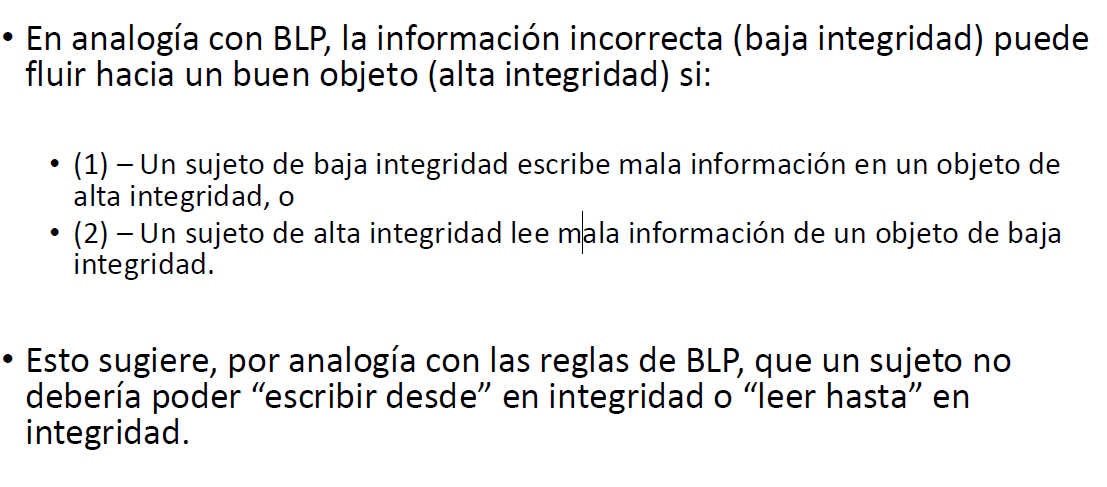 • En analogía con BLP, la información incorrecta (baja integridad) puede
fluir hacia un buen objeto (alta integridad) si:
• (1) – Un sujeto de baja integridad escribe mala información en un objeto de
alta integridad, o
• (2) – Un sujeto de alta integridad lee mala información de un objeto de baja
integridad.
• Esto sugiere, por analogía con las reglas de BLP, que un sujeto no
debería poder “escribir desde” en integridad o “leer hasta” en
integridad.